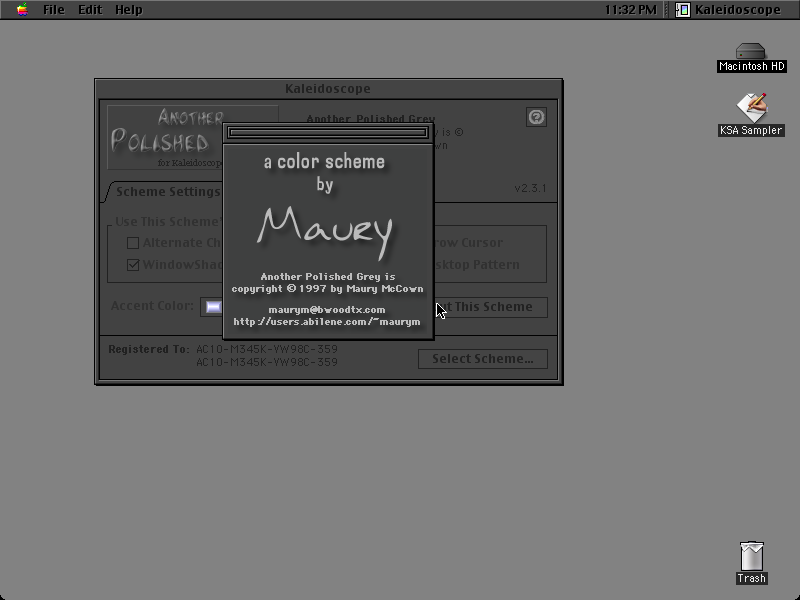 File Edit Help
11:32 PM
Kaleidoscope
Macintosh HD
KSA Sampler
Kaleidoscope
ANOTHER
POLISHED
for Kaleidoscope
Another Polished Grey
y is ©
wn
Scheme Settings
v2.3.1
Use This Scheme'
Alternate Ch
row Cursor
WindowShad
sktop Pattern
Accent Color:
ut This Scheme
a color scheme
by
Maury
Another Polished Grey is
copyright © 1997 by Maury McCown
maurym@bwoodtx.com
http://users.abilene.com/~maurym
Registered To: AC10-M345K-YW98C-359
AC10-M345K-YW98C-359
Select Scheme...
Trash